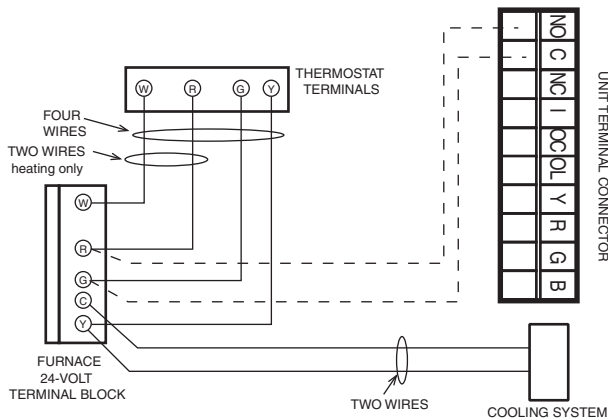 THERMOSTAT
TERMINALS
W R G Y
FOUR
WIRES
TWO WIRES
heating only
W
R
G
C
Y
FURNACE
24-VOLT
TERMINAL BLOCK
TWO WIRES
COOLING SYSTEM
NO
C
NC
I
OC
OL
Y
R
G
B
UNIT TERMINAL CONNECTOR